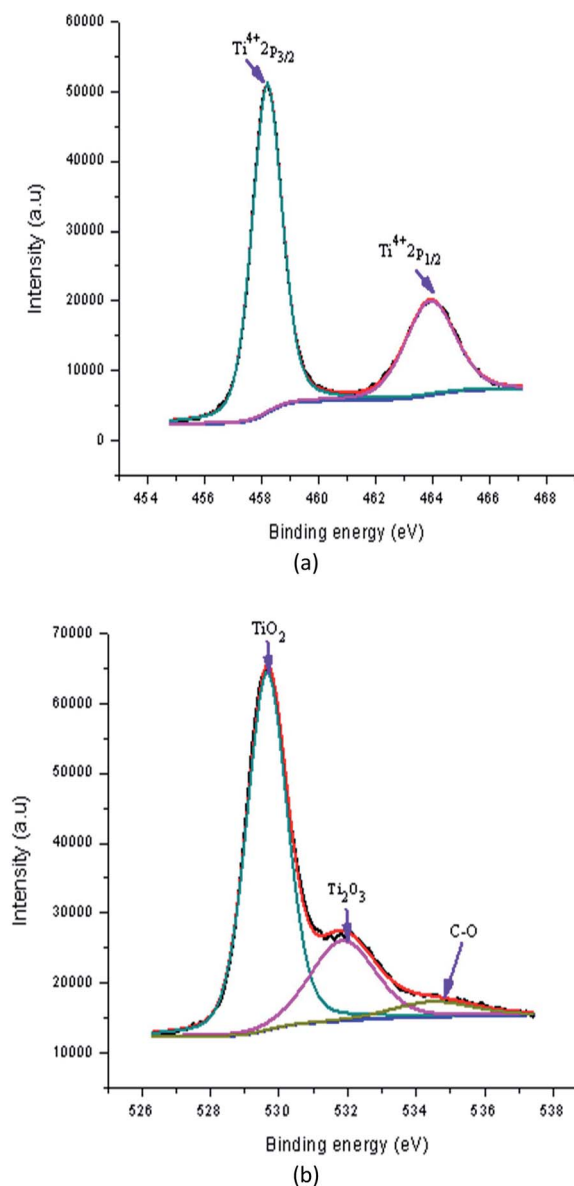 60000
50000
40000
30000
20000
10000
0
Intensity (a.u)
Ti⁴⁺2p₃/₂
Ti⁴⁺2p₁/₂
454 456 458 460 462 464 466 468
Binding energy (eV)
(a)
70000
60000
50000
40000
30000
20000
10000
Intensity (a.u)
TiO₂
Ti₂0₃
C-O
526 528 530 532 534 536 538
Binding energy (eV)
(b)